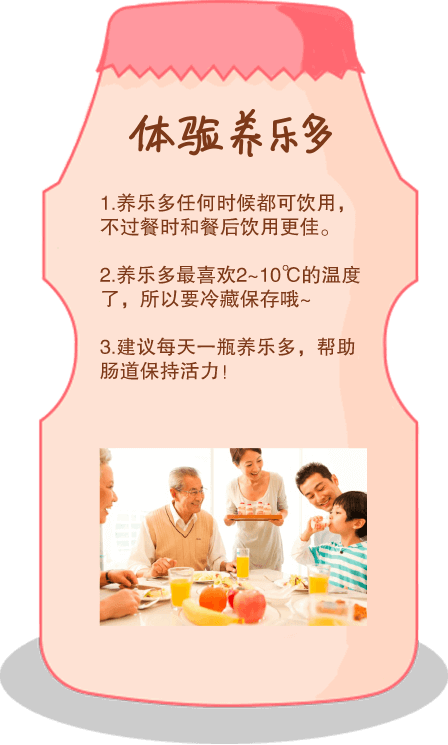 体验养乐多
1.养乐多任何时候都可饮用，
不过餐时和餐后饮用更佳。
2.养乐多最喜欢2~10℃的温度
了，所以要冷藏保存哦~
3.建议每天一瓶养乐多，帮助
肠道保持活力!